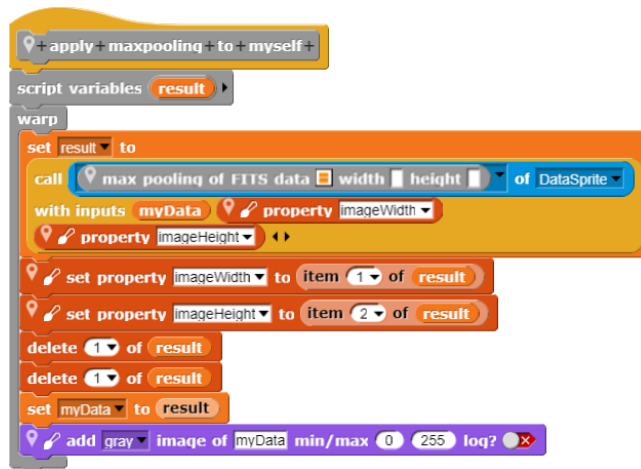 + apply + maxpooling + to + myself +
script variables result
warp
set result to
call max pooling of FITS data width height of DataSprite
with inputs myData property imageWidth
property imageHeight
set property imageWidth to item 1 of result
set property imageHeight to item 2 of result
delete 1 of result
delete 1 of result
set myData to result
add gray image of myData min/max 0 255 log?